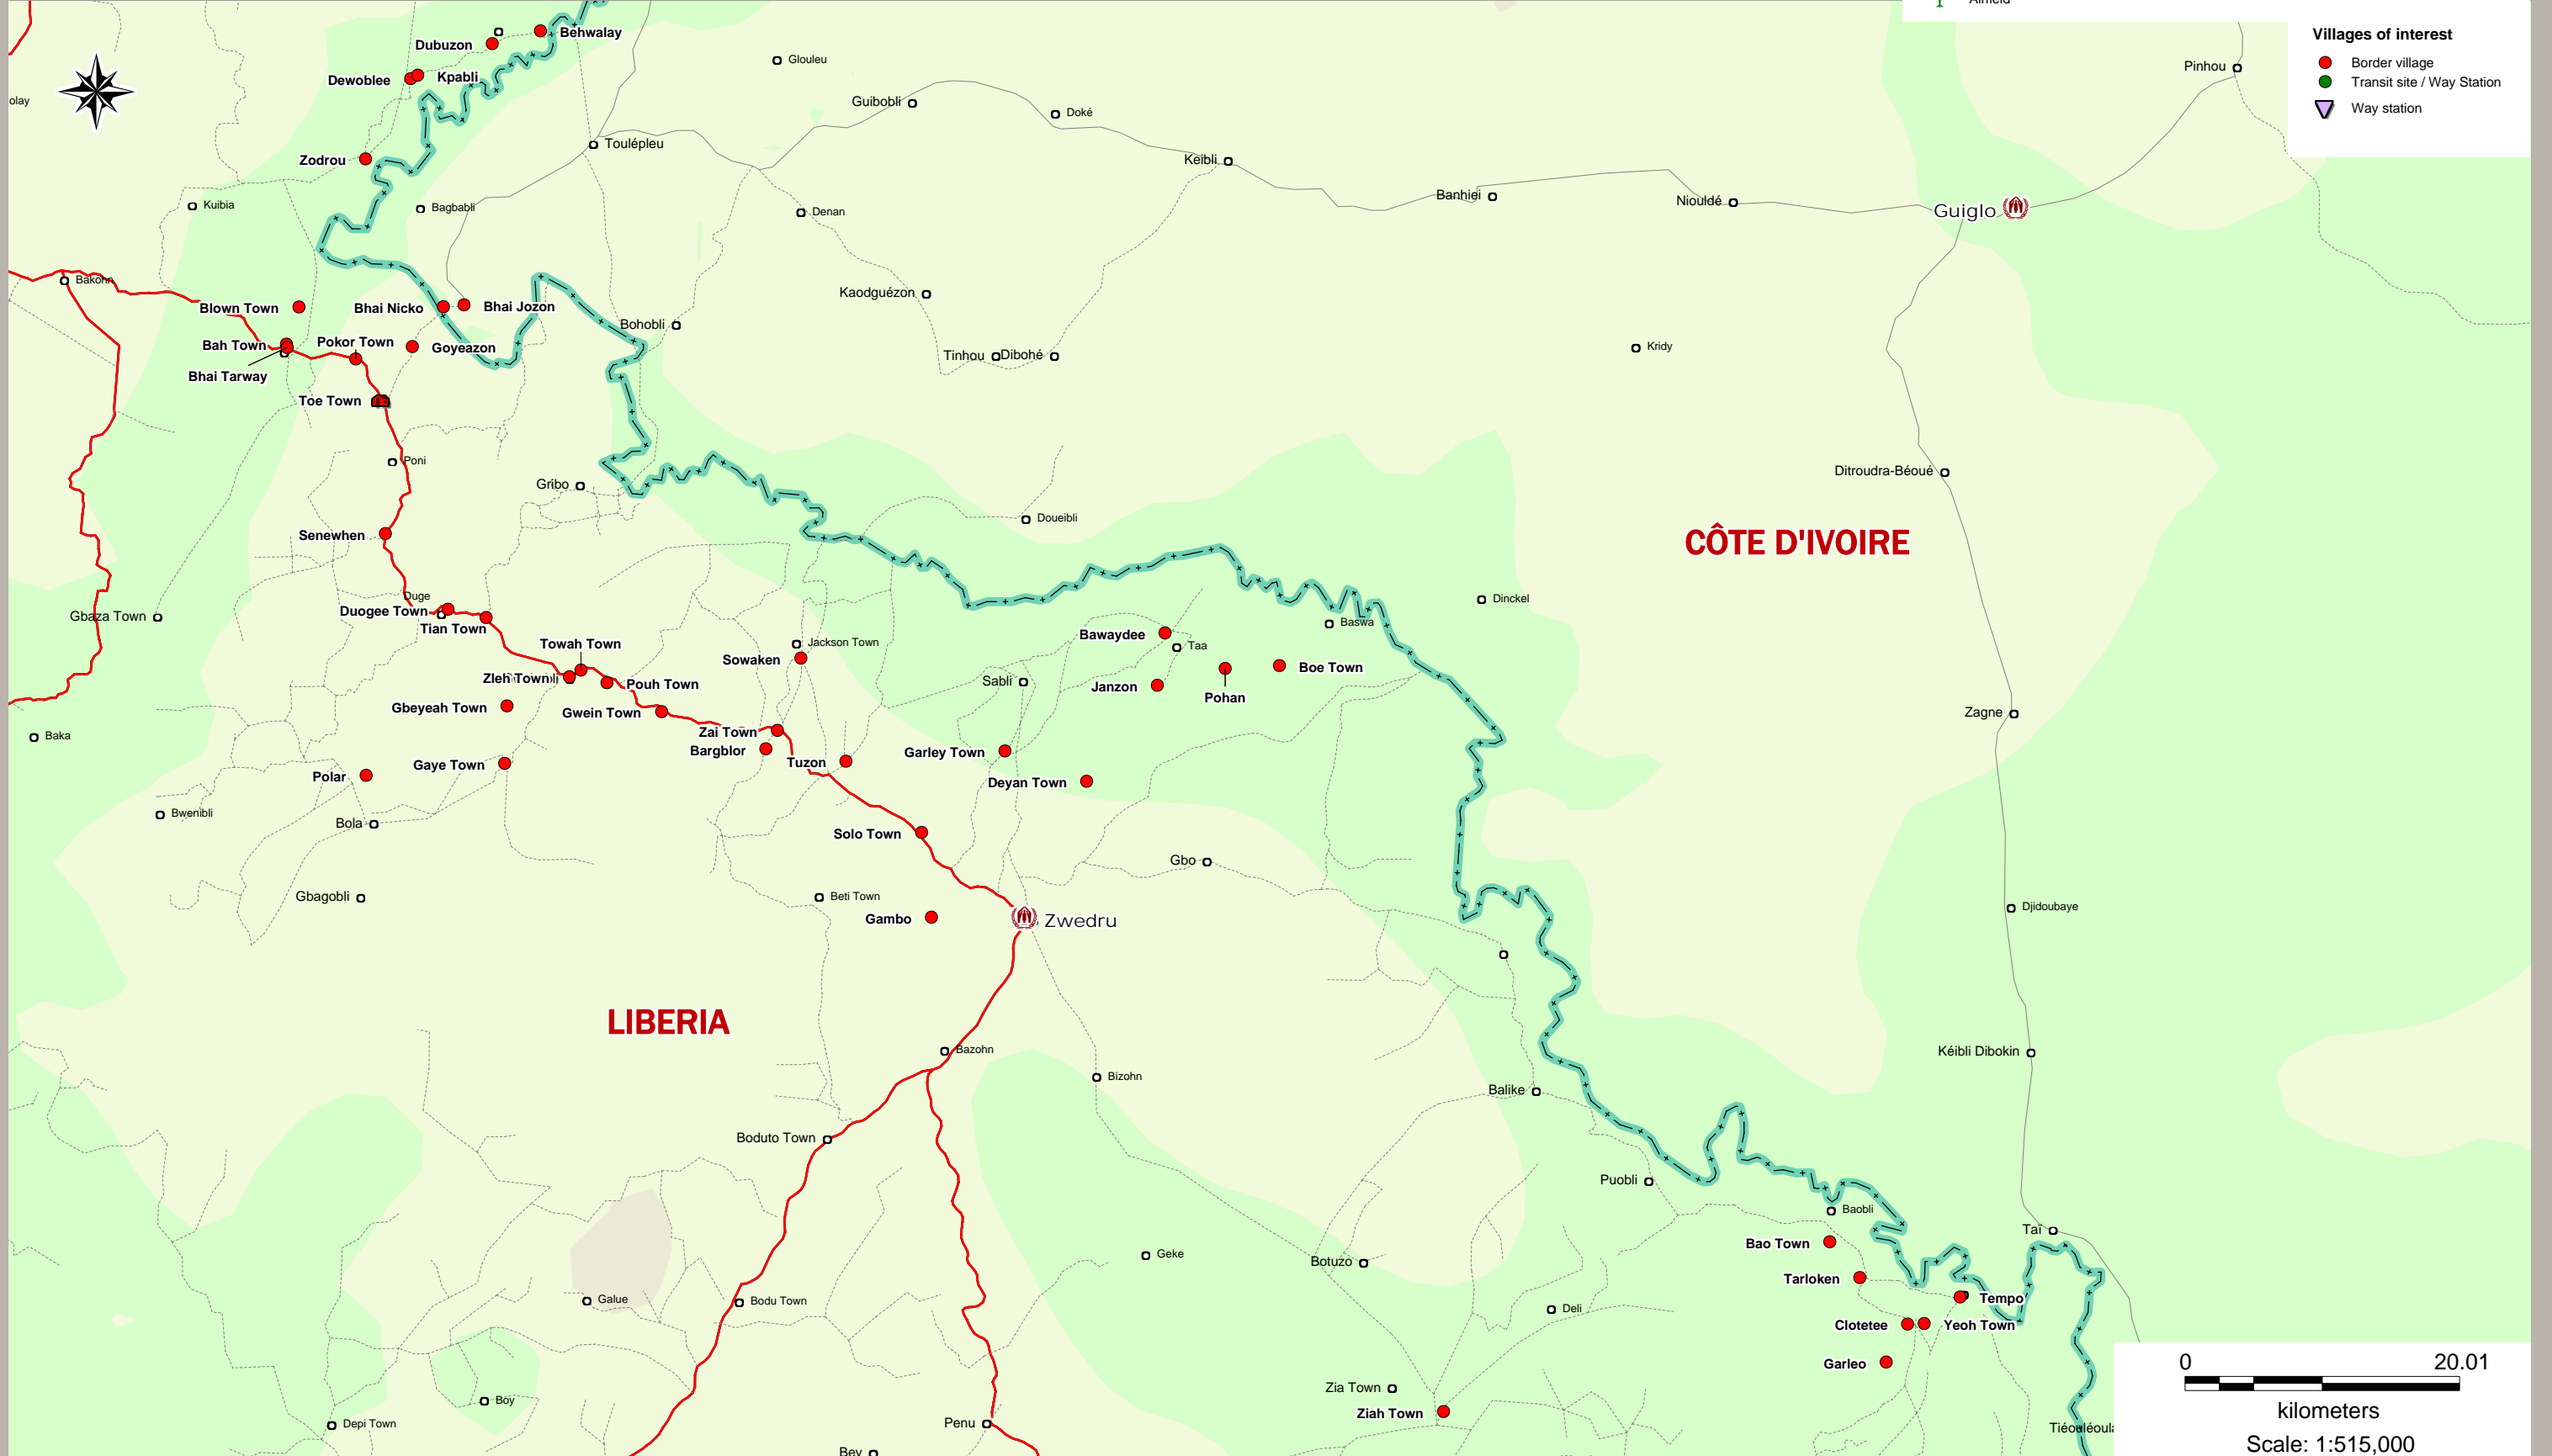 Airfield
Villages of interest
Border village
Transit site / Way Station
Way station
Behwalay
Dubuzon
Dewoblee
Kpabli
Glouleu
Pinhou
olay
Guibobli
Doké
Toulépleu
Zodrou
Keibli
Banhiei
Niouldé
Guiglo
Kuibia
Bagbabli
Denan
Bakohn
Blown Town
Bhai Nicko
Bhai Jozon
Kaodguézon
Bohobli
Bah Town
Pokor Town
Goyeazon
Tinhou
Dibohé
Kridy
Bhai Tarway
Toe Town
Poni
Ditroudra-Béoué
Gribo
Doueibli
Senewhen
CÔTE D'IVOIRE
Duge
Dinckel
Duogee Town
Gbaza Town
Tian Town
Baswa
Bawaydee
Towah Town
Jackson Town
Taa
Sowaken
Boe Town
Zleh Town
Pouh Town
Sabli
Janzon
Pohan
Gbeyeah Town
Gwein Town
Zagne
Zai Town
Baka
Bargblor
Garley Town
Tuzon
Gaye Town
Polar
Deyan Town
Bwenibli
Bola
Solo Town
Gbo
Gbagobli
Beti Town
Djidoubaye
Gambo
Zwedru
LIBERIA
Bazohn
Kéibli Dibokin
Bizohn
Balike
Boduto Town
Puobli
Baobli
Taï
Bao Town
Geke
Botuzo
Tarloken
Galue
Bodu Town
Tempo
Deli
Clotetee
Yeoh Town
Garleo
0 20.01
Zia Town
Boy
Ziah Town
kilometers
Depi Town
Penu
Tiéouléoula
Scale: 1:515,000
Bey